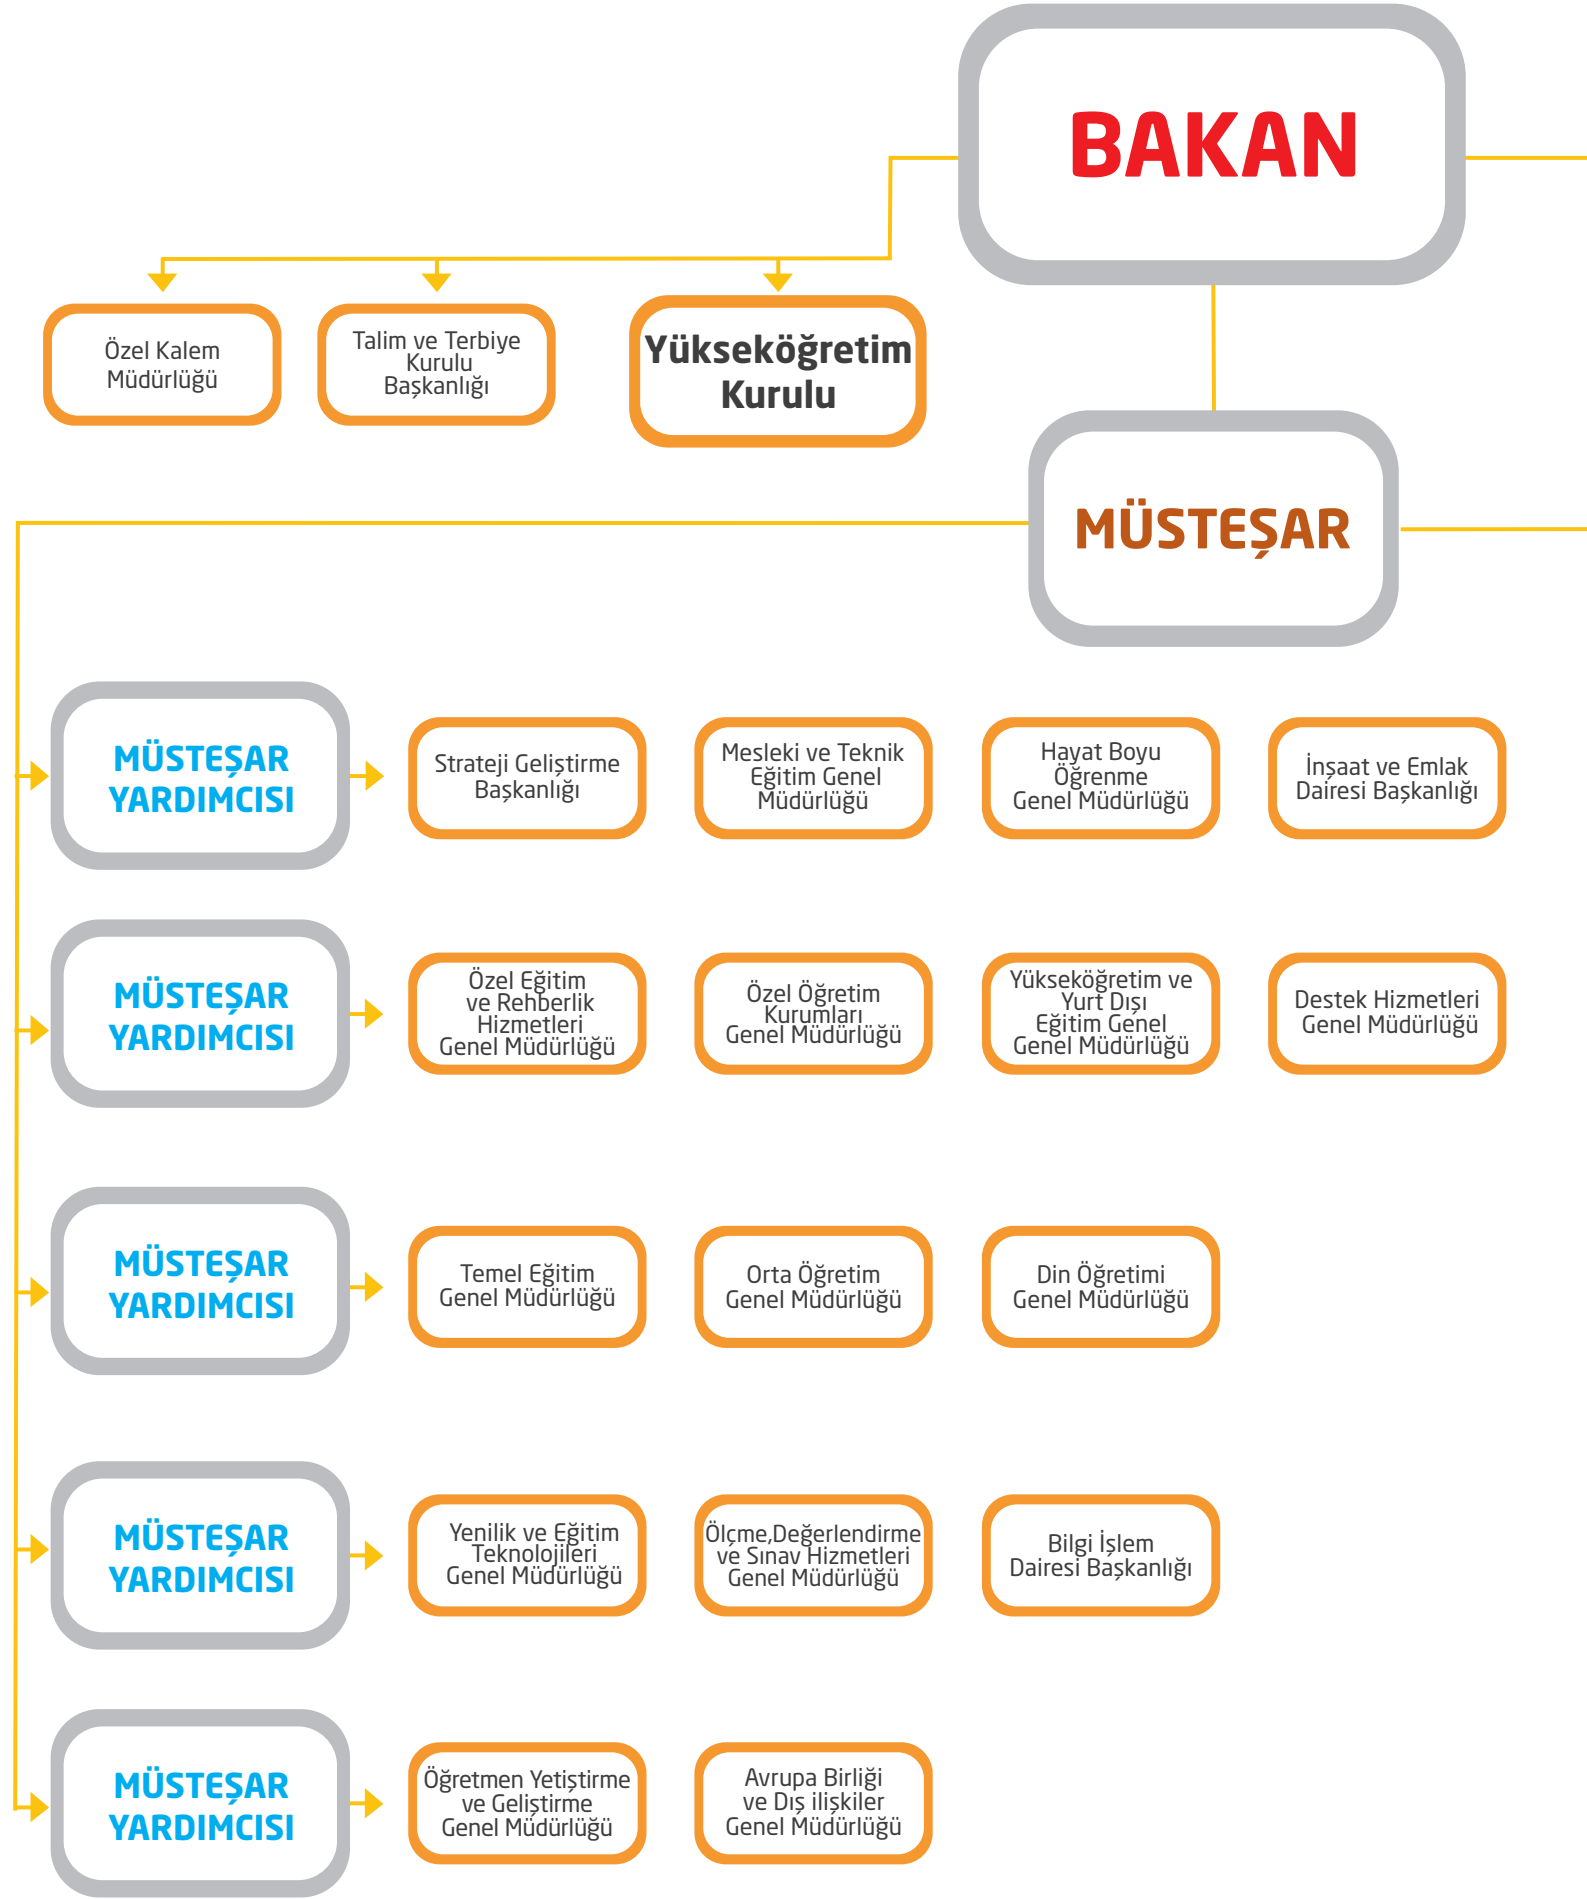 BAKAN
Özel Kalem
Müdürlüğü
Talim ve Terbiye
Kurulu
Başkanlığı
Yükseköğretim
Kurulu
MÜSTEŞAR
MÜSTEŞAR
YARDIMCISI
Strateji Geliştirme
Başkanlığı
Mesleki ve Teknik
Eğitim Genel
Müdürlüğü
Hayat Boyu
Öğrenme
Genel Müdürlüğü
İnşaat ve Emlak
Dairesi Başkanlığı
MÜSTEŞAR
YARDIMCISI
Özel Eğitim
ve Rehberlik
Hizmetleri
Genel Müdürlüğü
Özel Öğretim
Kurumları
Genel Müdürlüğü
Yükseköğretim ve
Yurt Dışı
Eğitim Genel
Genel Müdürlüğü
Destek Hizmetleri
Genel Müdürlüğü
MÜSTEŞAR
YARDIMCISI
Temel Eğitim
Genel Müdürlüğü
Orta Öğretim
Genel Müdürlüğü
Din Öğretimi
Genel Müdürlüğü
MÜSTEŞAR
YARDIMCISI
Yenilik ve Eğitim
Teknolojileri
Genel Müdürlüğü
Ölçme,Değerlendirme
ve Sınav Hizmetleri
Genel Müdürlüğü
Bilgi İşlem
Dairesi Başkanlığı
MÜSTEŞAR
YARDIMCISI
Öğretmen Yetiştirme
ve Geliştirme
Genel Müdürlüğü
Avrupa Birliği
ve Dış ilişkiler
Genel Müdürlüğü